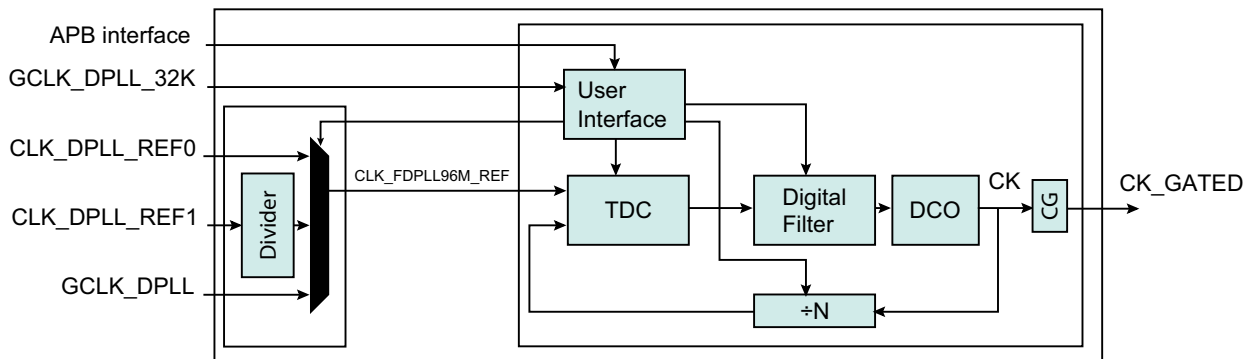 APB interface
GCLK_DPLL_32K
User
Interface
CLK_DPLL_REF0
CLK_FDPLL96M_REF
CK
CK_GATED
CLK_DPLL_REF1
Divider
TDC
Digital
Filter
DCO
CG
GCLK_DPLL
÷N